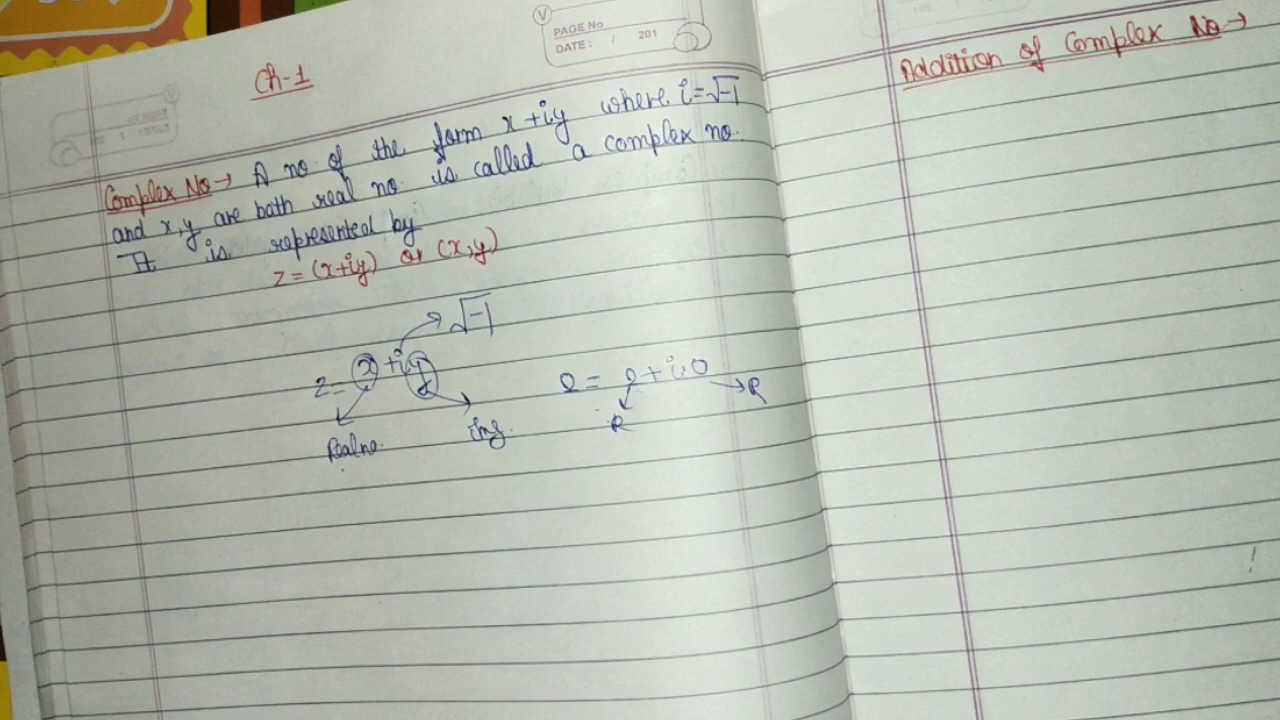 PAGE No
DATE: / 201
Ch-1
Complex No → A no of the form x + iy where i = √-1
and x,y are both real no. is called a complex no.
It is represented by
z = (x+iy) or (x,y)
√-1
z = x + iy
0 = 0 + i.0
R
R
Real no.
img.
Addition of Complex No →